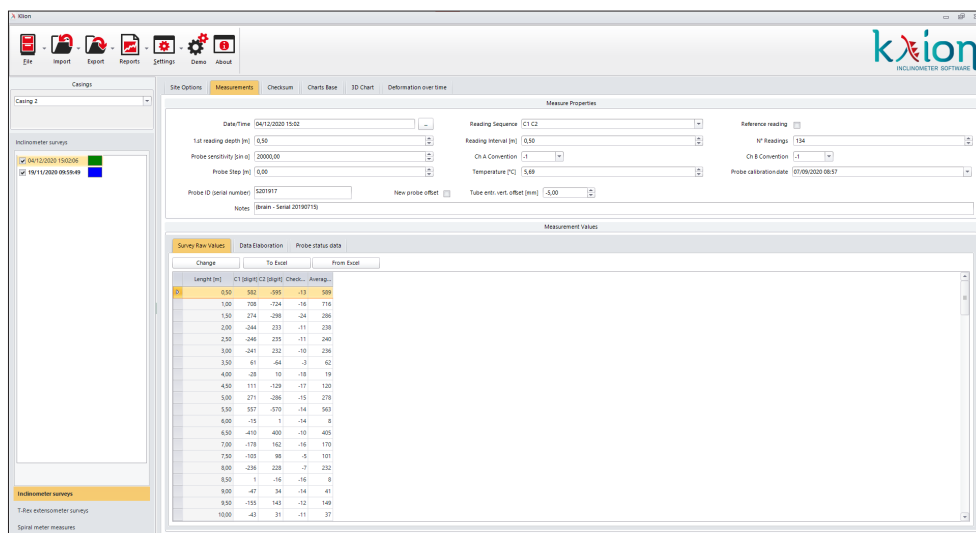 Klion
File Import Export Reports Settings Demo About
klion
INCLINOMETER SOFTWARE
Casings
Casing 2
Inclinometer surveys
04/12/2020 15:02:06
19/11/2020 09:59:49
Inclinometer surveys
T-Rex extensometer surveys
Spiral meter measures
Site Options Measurements Checksum Charts Base 3D Chart Deformation over time
Measure Properties
Date/Time 04/12/2020 15:02 ... Reading Sequence C1 C2 Reference reading
1.st reading depth [m] 0,50 Reading Interval [m] 0,50 N° Readings 134
Probe sensitivity [sin α] 20000,00 Ch A Convention -1 Ch B Convention -1
Probe Step [m] 0,00 Temperature [°C] 5,69 Probe calibration date 07/09/2020 08:57
Probe ID (serial number) S201917 New probe offset Tube entr. vert. offset [mm] -5,00
Notes (brain - Serial 20190715)
Measurement Values
Survey Raw Values Data Elaboration Probe status data
Change To Excel From Excel
Lenght [m] C1 [digit] C2 [digit] Check... Averag...
0,50 582 -595 -13 589
1,00 708 -724 -16 716
1,50 274 -298 -24 286
2,00 -244 233 -11 238
2,50 -246 235 -11 240
3,00 -241 232 -10 236
3,50 61 -64 -3 62
4,00 -28 10 -18 19
4,50 111 -129 -17 120
5,00 271 -286 -15 278
5,50 557 -570 -14 563
6,00 -15 1 -14 8
6,50 -410 400 -10 405
7,00 -178 162 -16 170
7,50 -103 98 -5 101
8,00 -236 228 -7 232
8,50 1 -16 -16 8
9,00 -47 34 -14 41
9,50 -155 143 -12 149
10,00 -43 31 -11 37